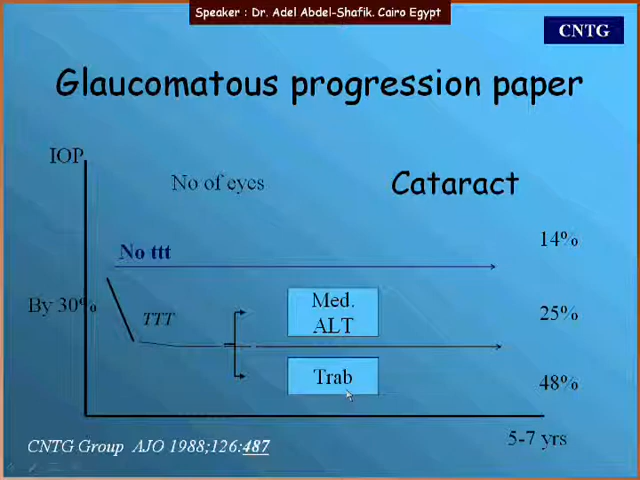 Speaker : Dr. Adel Abdel-Shafik. Cairo Egypt
CNTG
Glaucomatous progression paper
IOP
No of eyes
Cataract
No ttt
14%
By 30%
TTT
Med.
ALT
25%
Trab
48%
5-7 yrs
CNTG Group AJO 1988;126:487